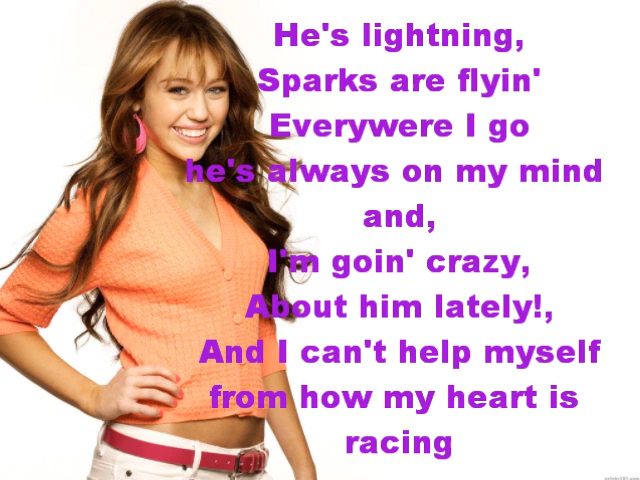 He's lightning,
Sparks are flyin'
Everywere I go
he's always on my mind
and,
I'm goin' crazy,
About him lately!,
And I can't help myself
from how my heart is
racing